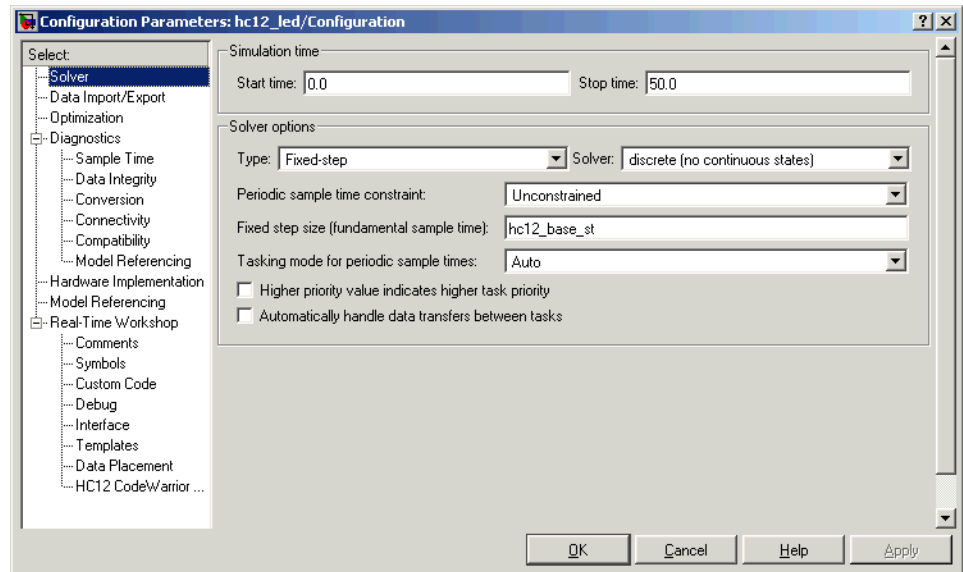 Configuration Parameters: hc12_led/Configuration
Select:
Solver
Data Import/Export
Optimization
Diagnostics
Sample Time
Data Integrity
Conversion
Connectivity
Compatibility
Model Referencing
Hardware Implementation
Model Referencing
Real-Time Workshop
Comments
Symbols
Custom Code
Debug
Interface
Templates
Data Placement
HC12 CodeWarrior ...
Simulation time
Start time: 0.0 Stop time: 50.0
Solver options
Type: Fixed-step Solver: discrete (no continuous states)
Periodic sample time constraint: Unconstrained
Fixed step size (fundamental sample time): hc12_base_st
Tasking mode for periodic sample times: Auto
Higher priority value indicates higher task priority
Automatically handle data transfers between tasks
OK Cancel Help Apply